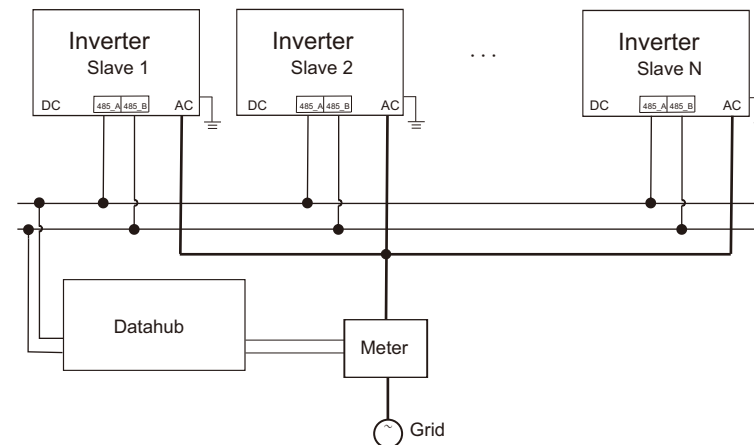 Inverter
Slave 1
DC 485_A 485_B AC
Inverter
Slave 2
DC 485_A 485_B AC
...
Inverter
Slave N
DC 485_A 485_B AC
Datahub
Meter
~
Grid